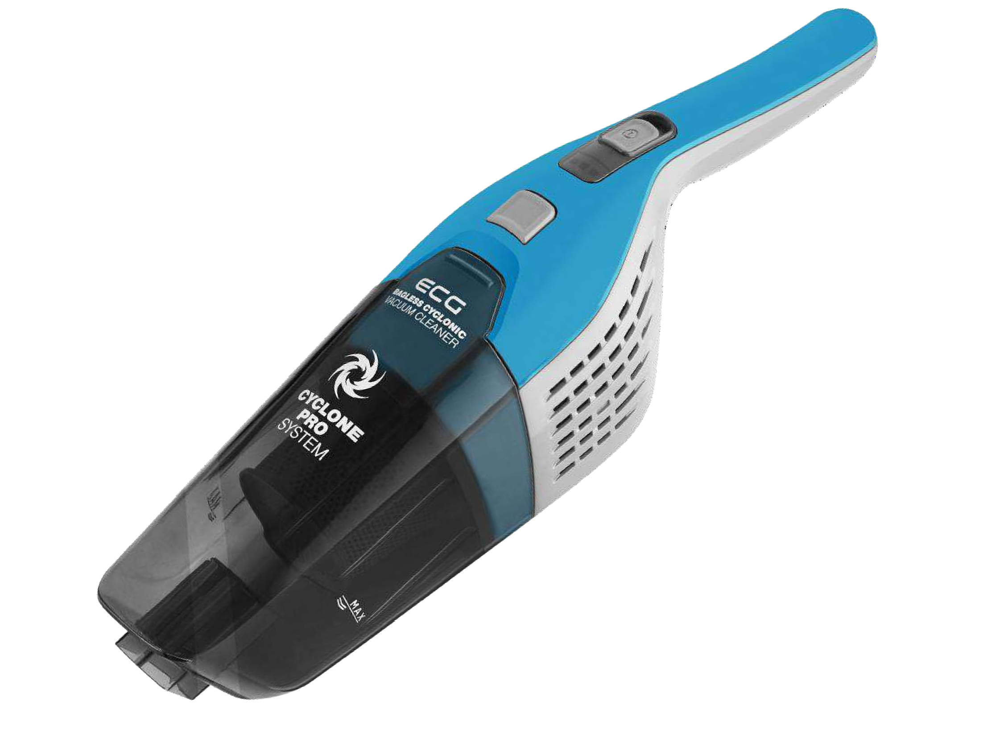 ECG
BAGLESS CYCLONIC
VACUUM CLEANER
CYCLONE
PRO
SYSTEM
MAX